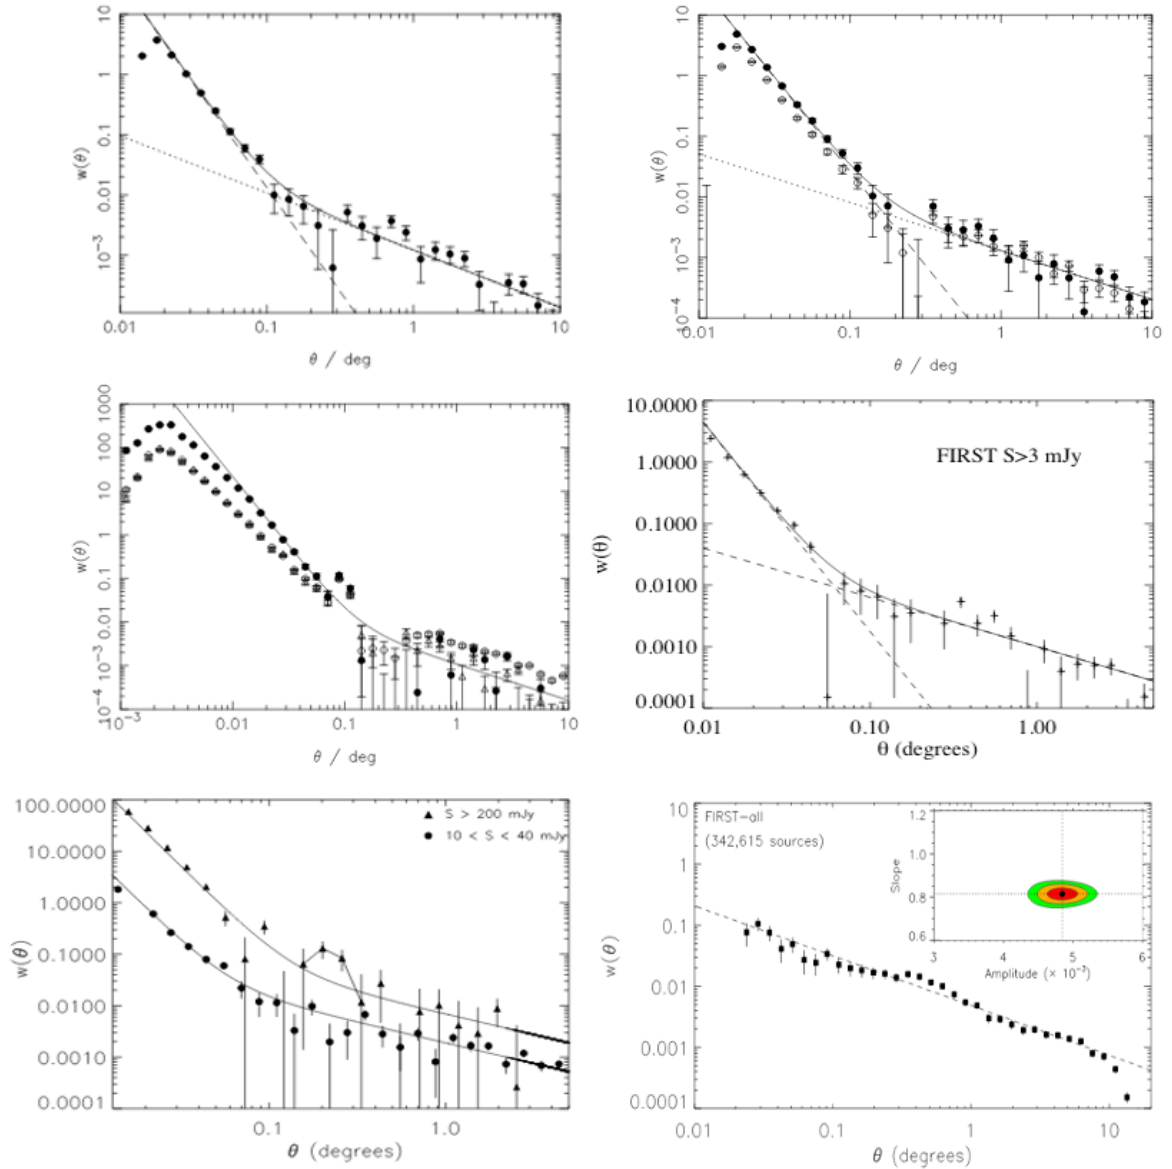 10
1
0.1
0.01
10⁻³
w(θ)
0.01 0.1 1 10
θ / deg
10
1
0.1
0.01
10⁻³
10⁻⁴
w(θ)
0.01 0.1 1 10
θ / deg
1000
100
10
1
0.1
0.01
10⁻³
10⁻⁴
w(θ)
10⁻³ 0.01 0.1 1 10
θ / deg
10.0000
1.0000
0.1000
0.0100
0.0010
0.0001
w(θ)
FIRST S>3 mJy
0.01 0.10 1.00
θ (degrees)
100.0000
10.0000
1.0000
0.1000
0.0100
0.0010
0.0001
w(θ)
S > 200 mJy
10 < S < 40 mJy
0.1 1.0
θ (degrees)
10
1
0.1
0.01
0.001
0.0001
w(θ)
FIRST-all
(342,615 sources)
1.2
1.0
0.8
0.6
Slope
3 4 5 6
Amplitude (× 10⁻³)
0.01 0.1 1 10
θ (degrees)